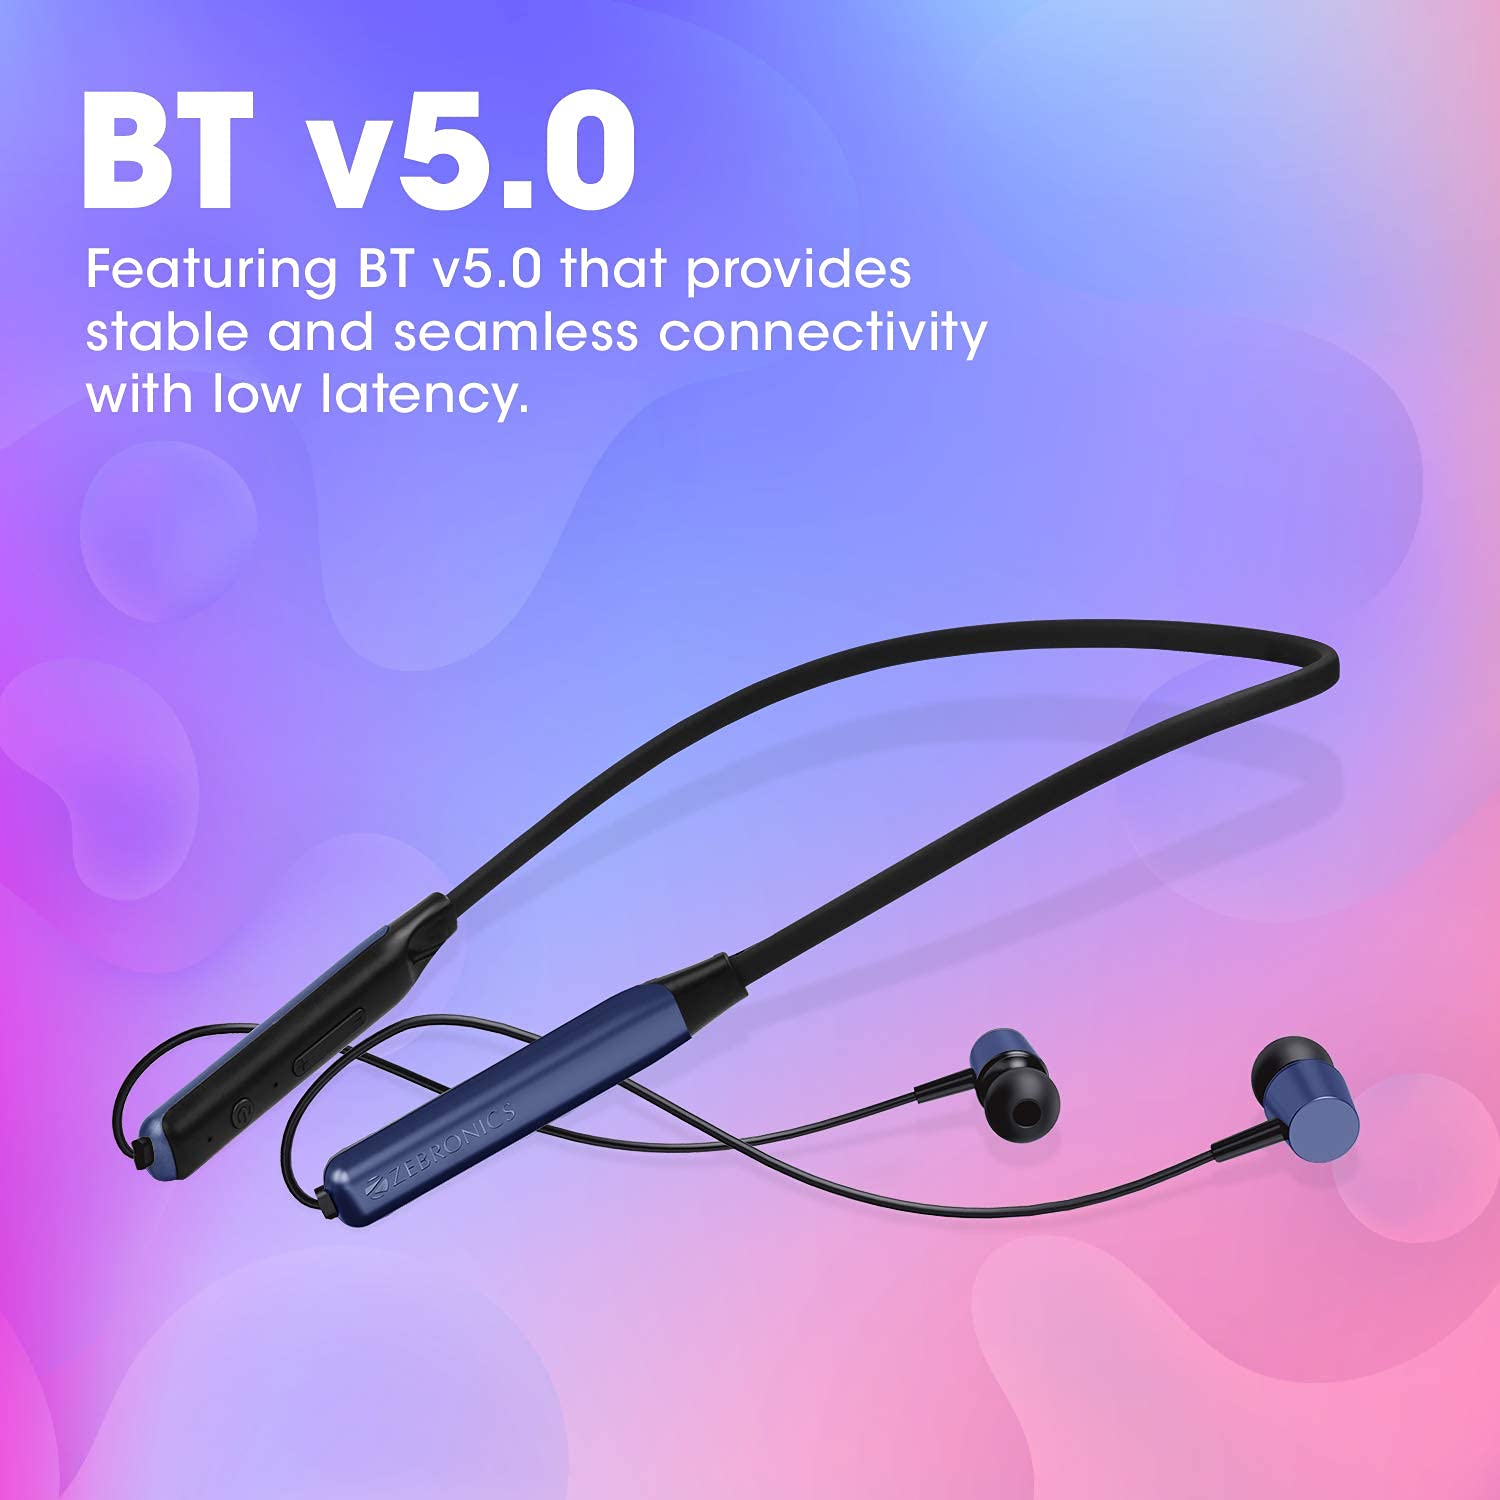 BT v5.0
Featuring BT v5.0 that provides
stable and seamless connectivity
with low latency.
ZEBRONICS